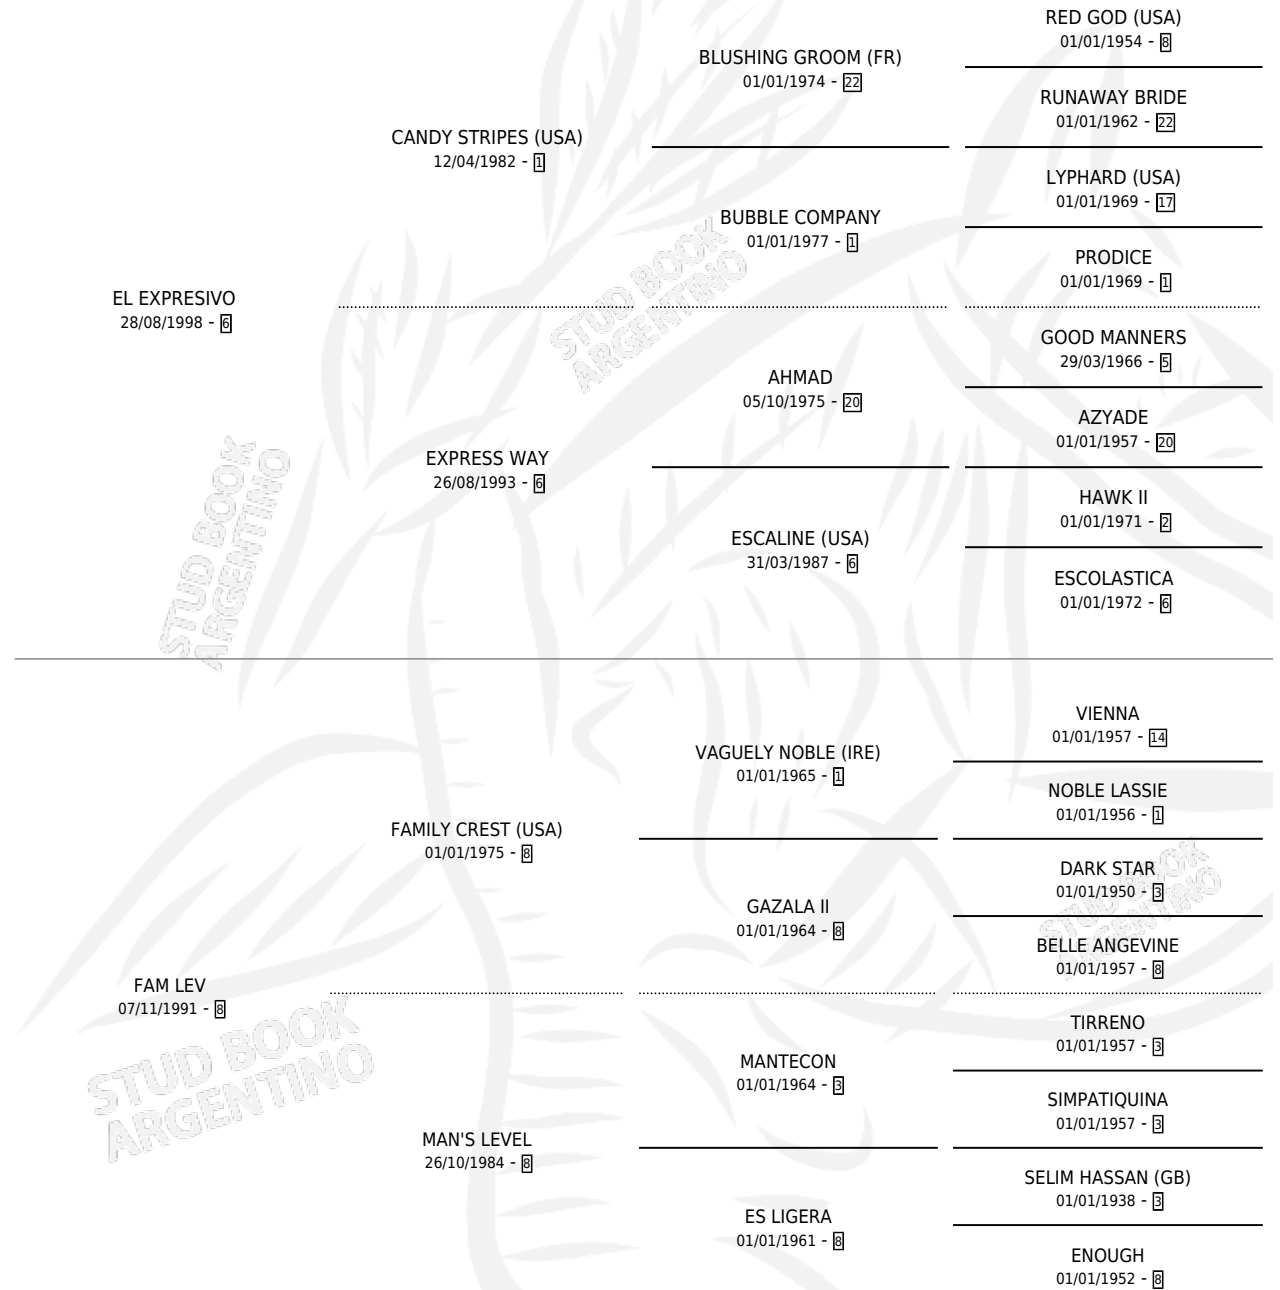 RED GOD (USA)
01/01/1954 - 8
BLUSHING GROOM (FR)
01/01/1974 - 22
RUNAWAY BRIDE
01/01/1962 - 22
CANDY STRIPES (USA)
12/04/1982 - 1
LYPHARD (USA)
01/01/1969 - 17
BUBBLE COMPANY
01/01/1977 - 1
PRODICE
01/01/1969 - 1
EL EXPRESIVO
28/08/1998 - 6
GOOD MANNERS
29/03/1966 - 5
AHMAD
05/10/1975 - 20
AZYADE
01/01/1957 - 20
EXPRESS WAY
26/08/1993 - 6
HAWK II
01/01/1971 - 2
ESCALINE (USA)
31/03/1987 - 6
ESCOLASTICA
01/01/1972 - 6
STUD BOOK
ARGENTINO
STUD BOOK
ARGENTINO
VIENNA
01/01/1957 - 14
VAGUELY NOBLE (IRE)
01/01/1965 - 1
NOBLE LASSIE
01/01/1956 - 1
FAMILY CREST (USA)
01/01/1975 - 8
DARK STAR
01/01/1950 - 3
GAZALA II
01/01/1964 - 8
BELLE ANGEVINE
01/01/1957 - 8
FAM LEV
07/11/1991 - 8
TIRRENO
01/01/1957 - 3
MANTECON
01/01/1964 - 3
SIMPATIQUINA
01/01/1957 - 3
MAN'S LEVEL
26/10/1984 - 8
SELIM HASSAN (GB)
01/01/1938 - 3
ES LIGERA
01/01/1961 - 8
ENOUGH
01/01/1952 - 8
STUD BOOK
ARGENTINO
STUD BOOK
ARGENTINO